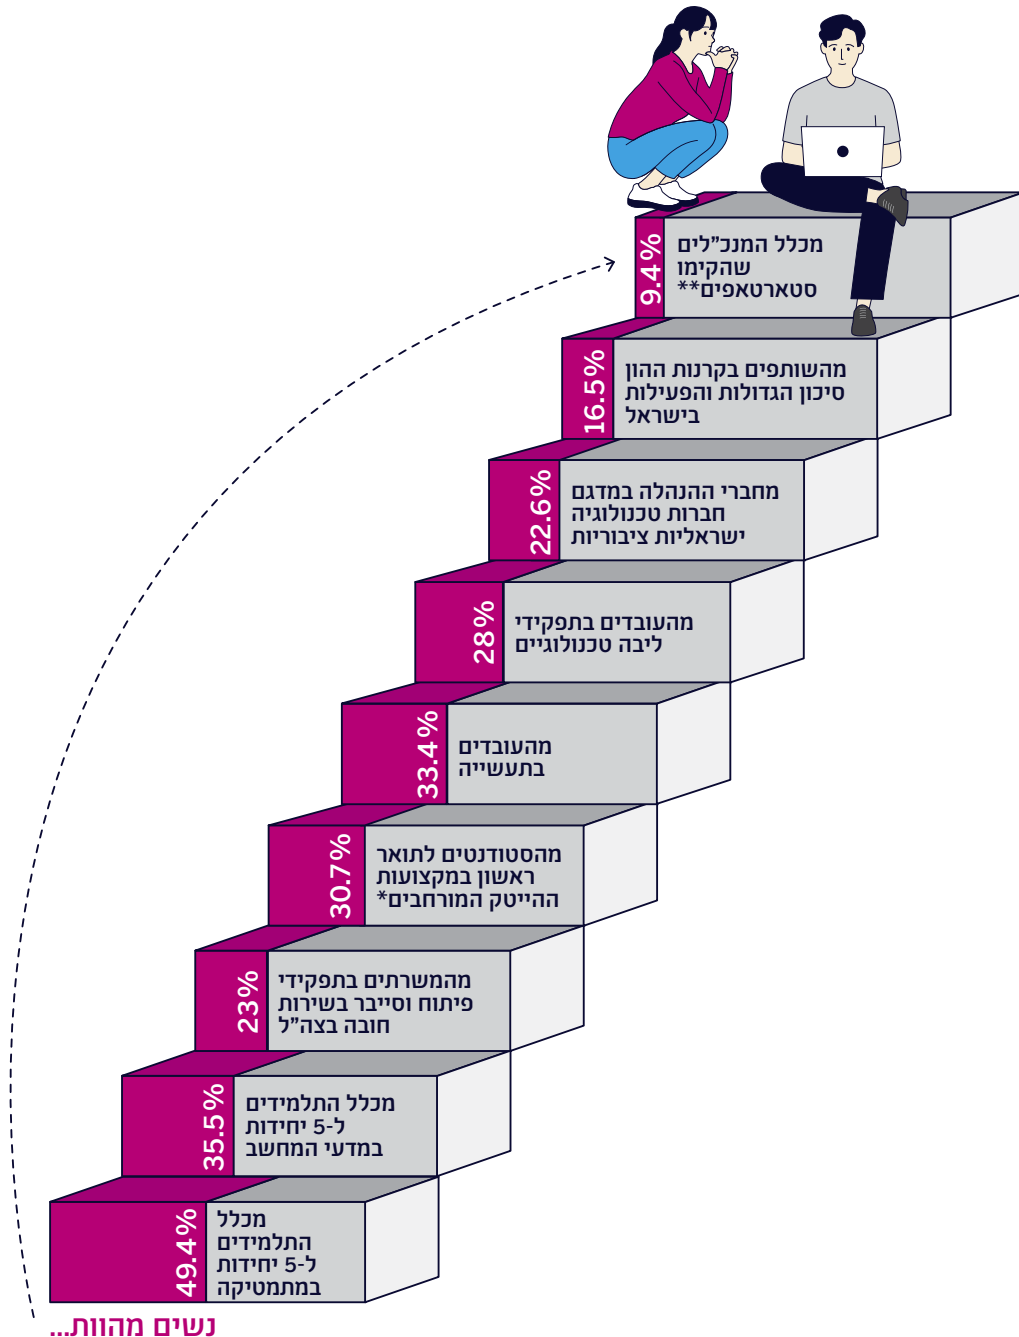 9.4%
מכלל המנכ"לים
שהקימו
סטארטאפים**
16.5%
מהשותפים בקרנות ההון
סיכון הגדולות והפעילות
בישראל
22.6%
מחברי ההנהלה במדגם
חברות טכנולוגיה
ישראליות ציבוריות
28%
מהעובדים בתפקידי
ליבה טכנולוגיים
33.4%
מהעובדים
בתעשייה
30.7%
מהסטודנטים לתואר
ראשון במקצועות
ההייטק המורחבים*
23%
מהמשרתים בתפקידי
פיתוח וסייבר בשירות
חובה בצה"ל
35.5%
מכלל התלמידים
ל-5 יחידות
במדעי המחשב
49.4%
מכלל
התלמידים
ל-5 יחידות
במתמטיקה
נשים מהוות...